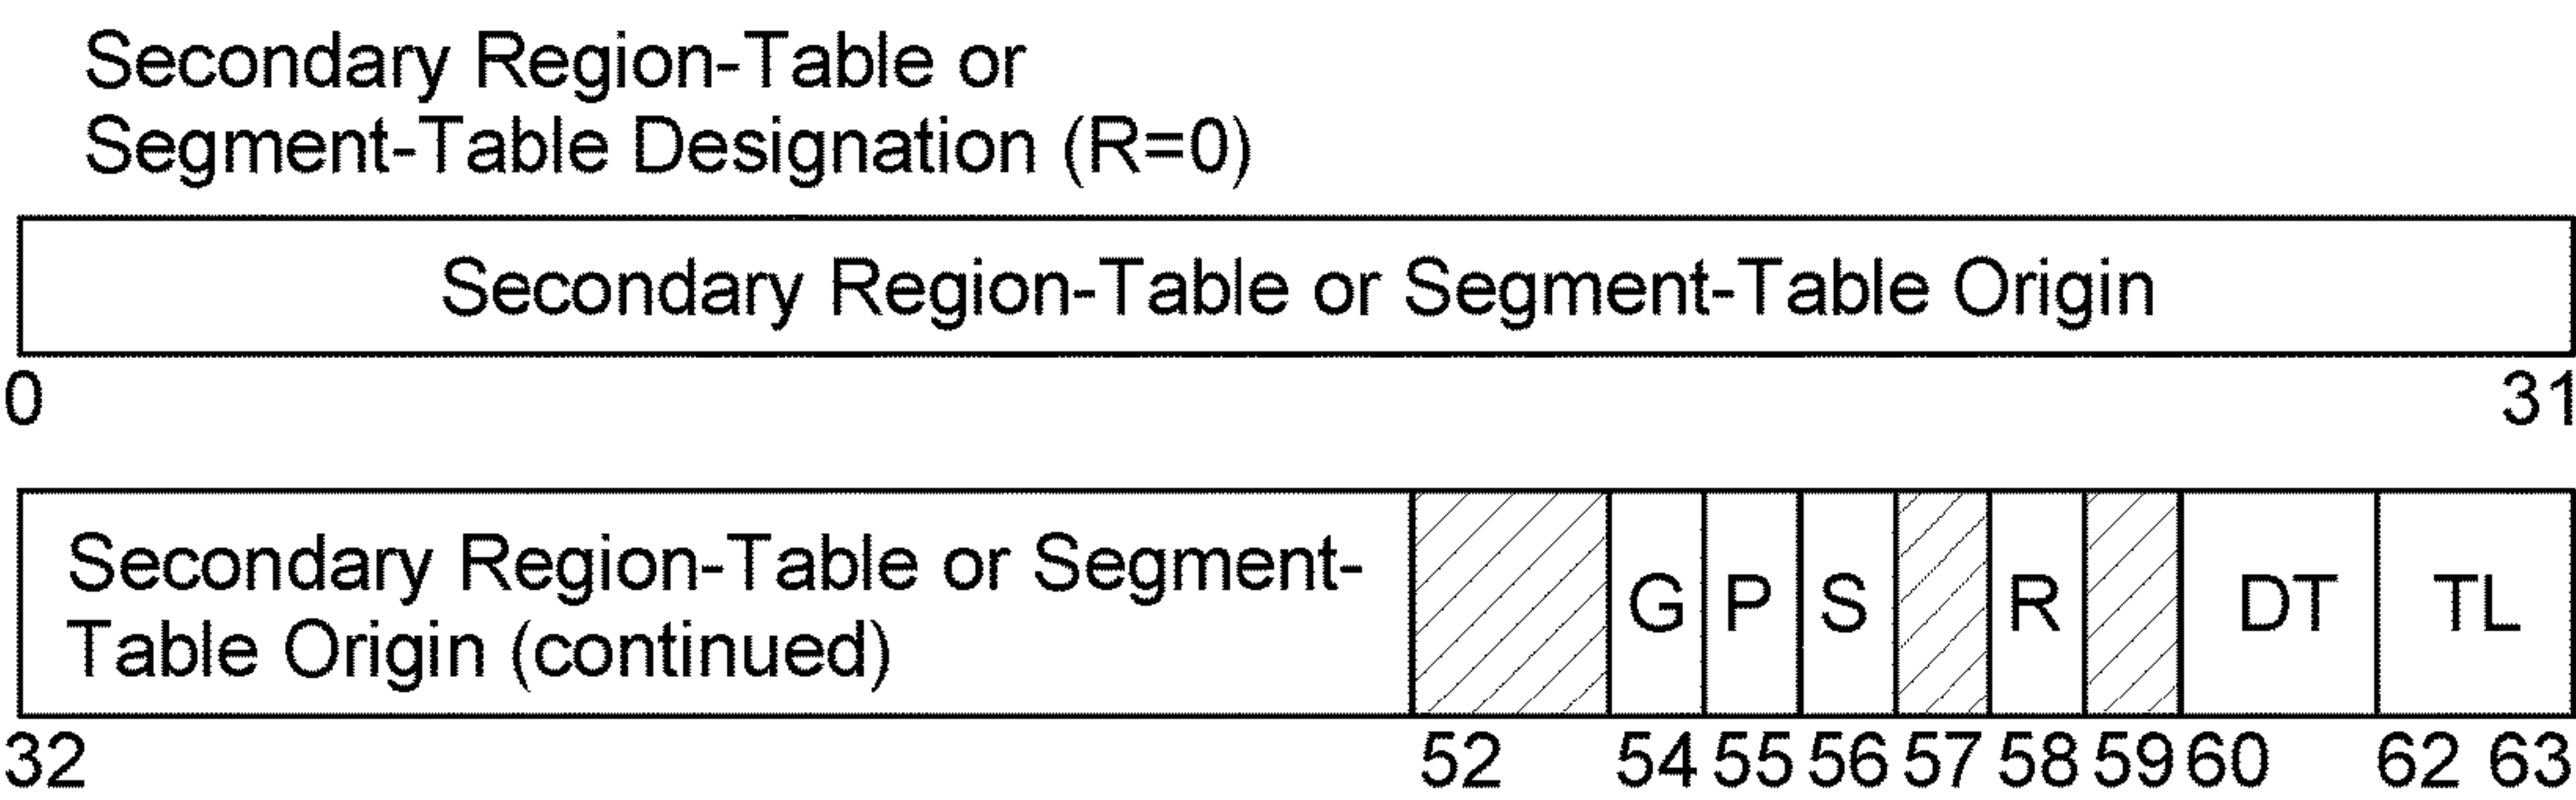 Secondary Region-Table or
Segment-Table Designation (R=0)
Secondary Region-Table or Segment-Table Origin
0 31
Secondary Region-Table or Segment-
Table Origin (continued)
G P S R DT TL
32 52 54 55 56 57 58 59 60 62 63